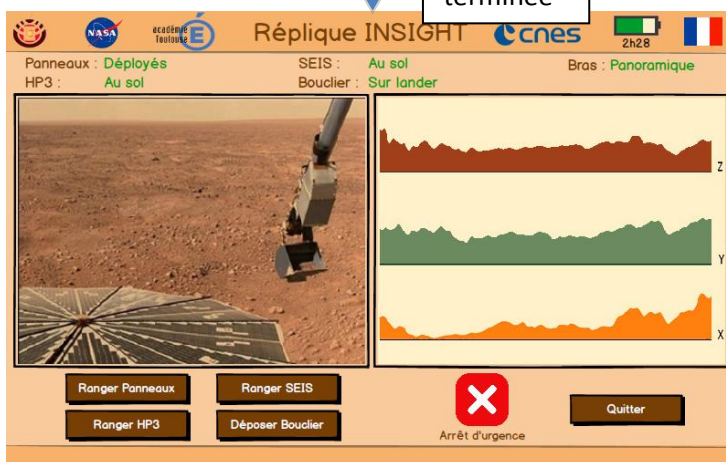 terminée
NASA académie Toulouse É Réplique INSIGHT cnes 2h28
Panneaux : Déployés SEIS : Au sol Bras : Panoramique
HP3 : Au sol Bouclier : Sur lander
Z
Y
X
Ranger Panneaux Ranger SEIS
Ranger HP3 Déposer Bouclier Quitter
Arrêt d'urgence